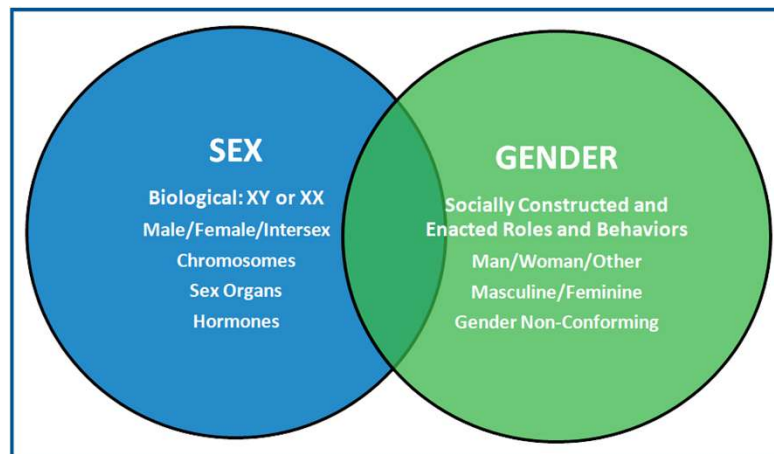 SEX
Biological: XY or XX
Male/Female/Intersex
Chromosomes
Sex Organs
Hormones
GENDER
Socially Constructed and
Enacted Roles and Behaviors
Man/Woman/Other
Masculine/Feminine
Gender Non-Conforming